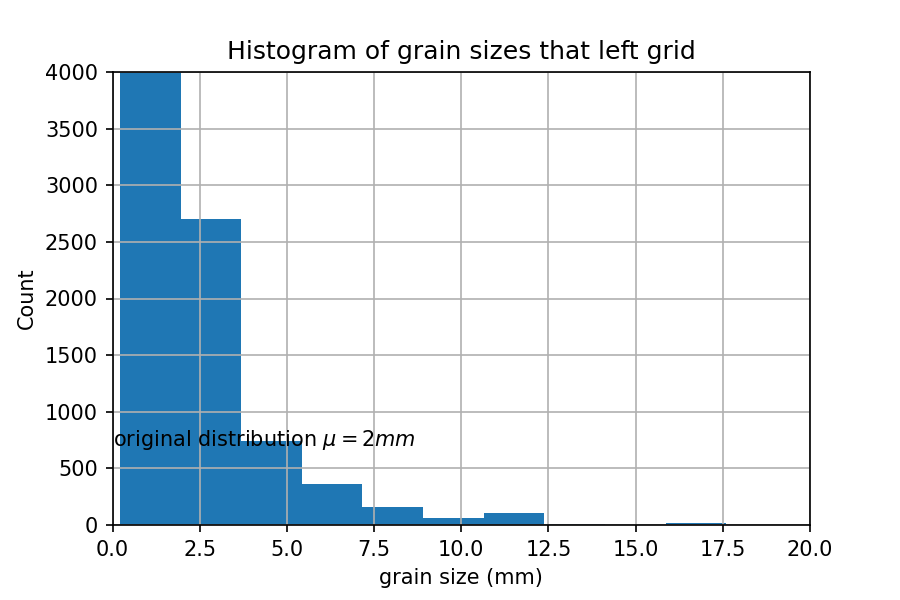 Histogram of grain sizes that left grid
4000
3500
3000
2500
2000
1500
1000
500
0
Count
original distribution μ = 2mm
0.0 2.5 5.0 7.5 10.0 12.5 15.0 17.5 20.0
grain size (mm)